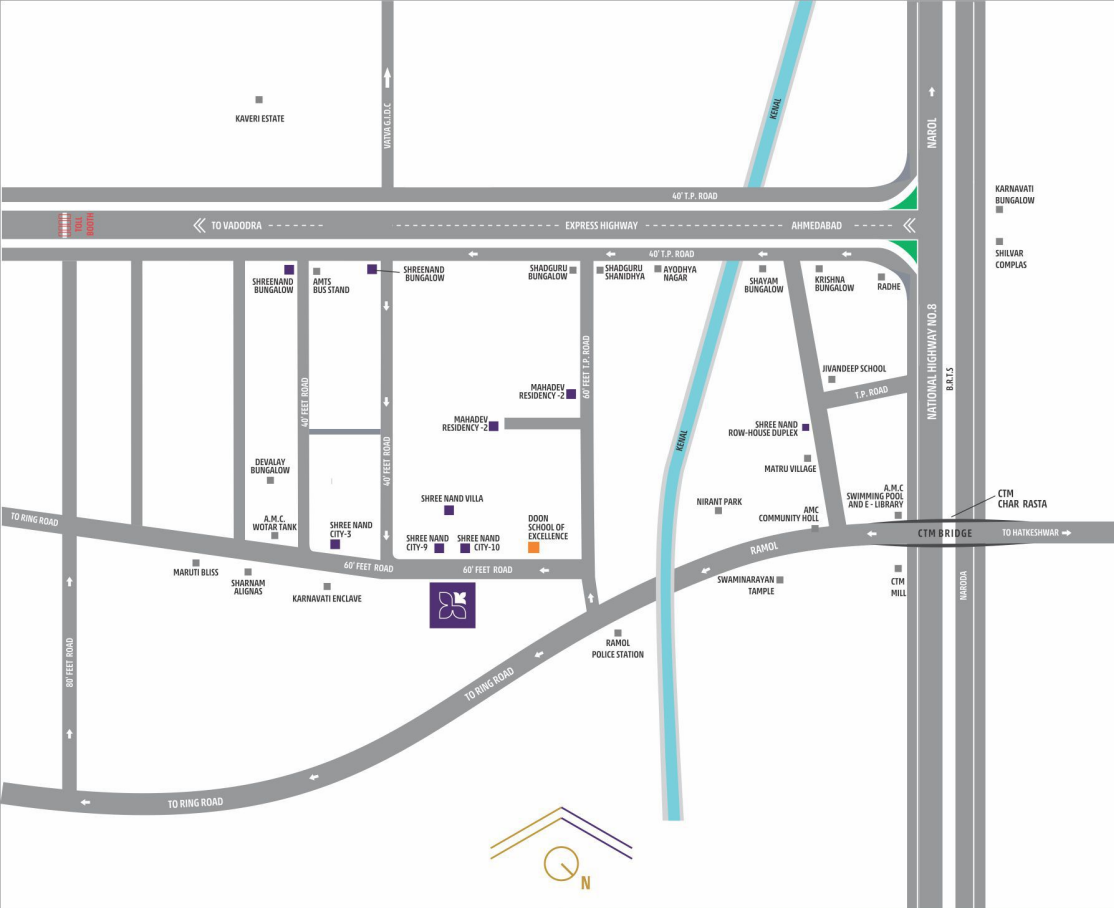 KENAL
NAROL
KAVERI ESTATE
VATVA G.I.D.C
40' T.P. ROAD
KARNAVATI
BUNGALOW
TOLL
BOOTH
TO VADODRA
EXPRESS HIGHWAY
AHMEDABAD
40' T.P. ROAD
SHILVAR
COMPLAS
SHREENAND
BUNGALOW
AMTS
BUS STAND
SHREENAND
BUNGALOW
SHADGURU
BUNGALOW
SHADGURU
SHANIDHYA
AYODHYA
NAGAR
SHAYAM
BUNGALOW
KRISHNA
BUNGALOW
RADHE
NATIONAL HIGHWAY NO.8
B.R.T.S
60' FEET T.P. ROAD
JIVANDEEP SCHOOL
T.P. ROAD
40' FEET ROAD
MAHADEV
RESIDENCY -2
MAHADEV
RESIDENCY -2
40' FEET ROAD
KENAL
SHREE NAND
ROW-HOUSE DUPLEX
MATRU VILLAGE
DEVALAY
BUNGALOW
SHREE NAND VILLA
NIRANT PARK
A.M.C
SWIMMING POOL
AND E - LIBRARY
CTM
CHAR RASTA
TO RING ROAD
A.M.C.
WOTAR TANK
SHREE NAND
CITY-3
SHREE NAND
CITY-9
SHREE NAND
CITY-10
DOON
SCHOOL OF
EXCELLENCE
AMC
COMMUNITY HOLL
RAMOL
CTM BRIDGE
TO HATKESHWAR
60' FEET ROAD
60' FEET ROAD
MARUTI BLISS
SHARNAM
ALIGNAS
KARNAVATI ENCLAVE
SWAMINARAYAN
TAMPLE
CTM
MILL
NARODA
RAMOL
POLICE STATION
80' FEET ROAD
TO RING ROAD
TO RING ROAD
N